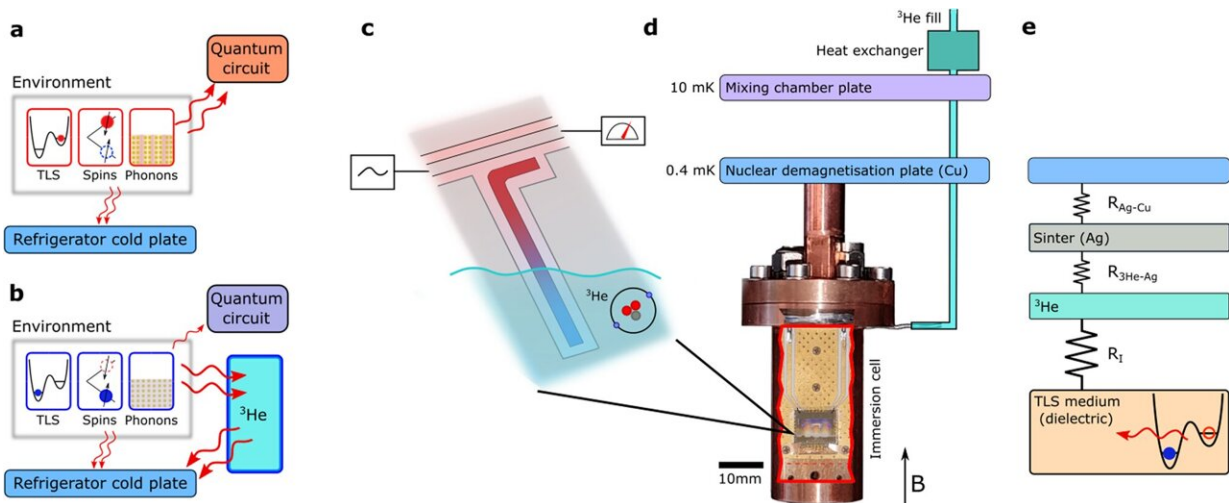 a
Environment
Quantum
circuit
TLS
Spins
Phonons
Refrigerator cold plate
b
Environment
Quantum
circuit
TLS
Spins
Phonons
³He
Refrigerator cold plate
c
³He
d
³He fill
Heat exchanger
10 mK
Mixing chamber plate
0.4 mK
Nuclear demagnetisation plate (Cu)
Immersion cell
10mm
B
e
R_Ag-Cu
Sinter (Ag)
R_3He-Ag
³He
R_I
TLS medium
(dielectric)